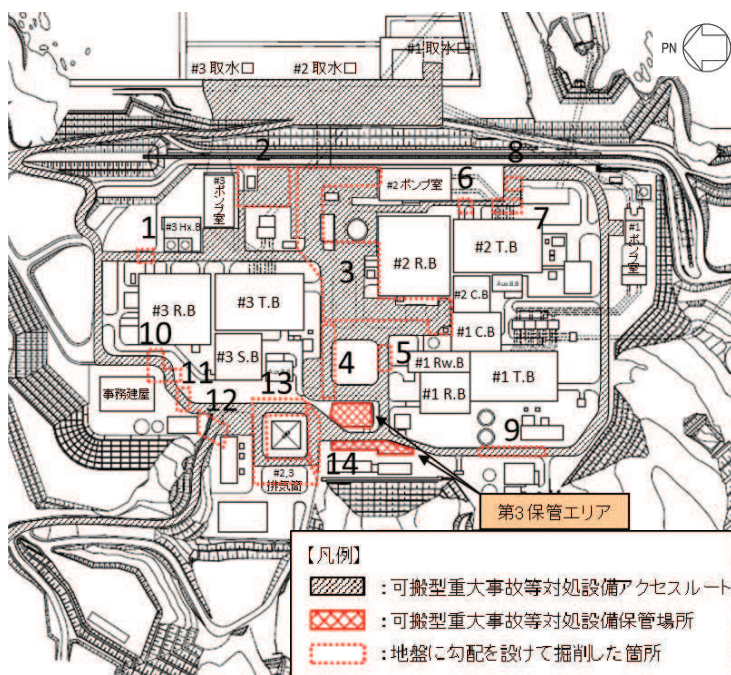 #1 取水口
PN
#3 取水口
#2 取水口
2
8
#3
ポンプ
室
#2 ポンプ室
6
1
#3 Hx.B
7
#1
ポンプ室
#2 T.B
#2 R.B
3
#2 C.B
Aux.B.B
#3 R.B
#3 T.B
#1 C.B
10
#3 S.B
4
5
#1 Rw.B
#1 T.B
11
13
#1 R.B
事務建屋
12
9
14
#2,3
排気筒
第3保管エリア
【凡例】
:可搬型重大事故等対処設備アクセスルート
:可搬型重大事故等対処設備保管場所
:地盤に勾配を設けて掘削した箇所